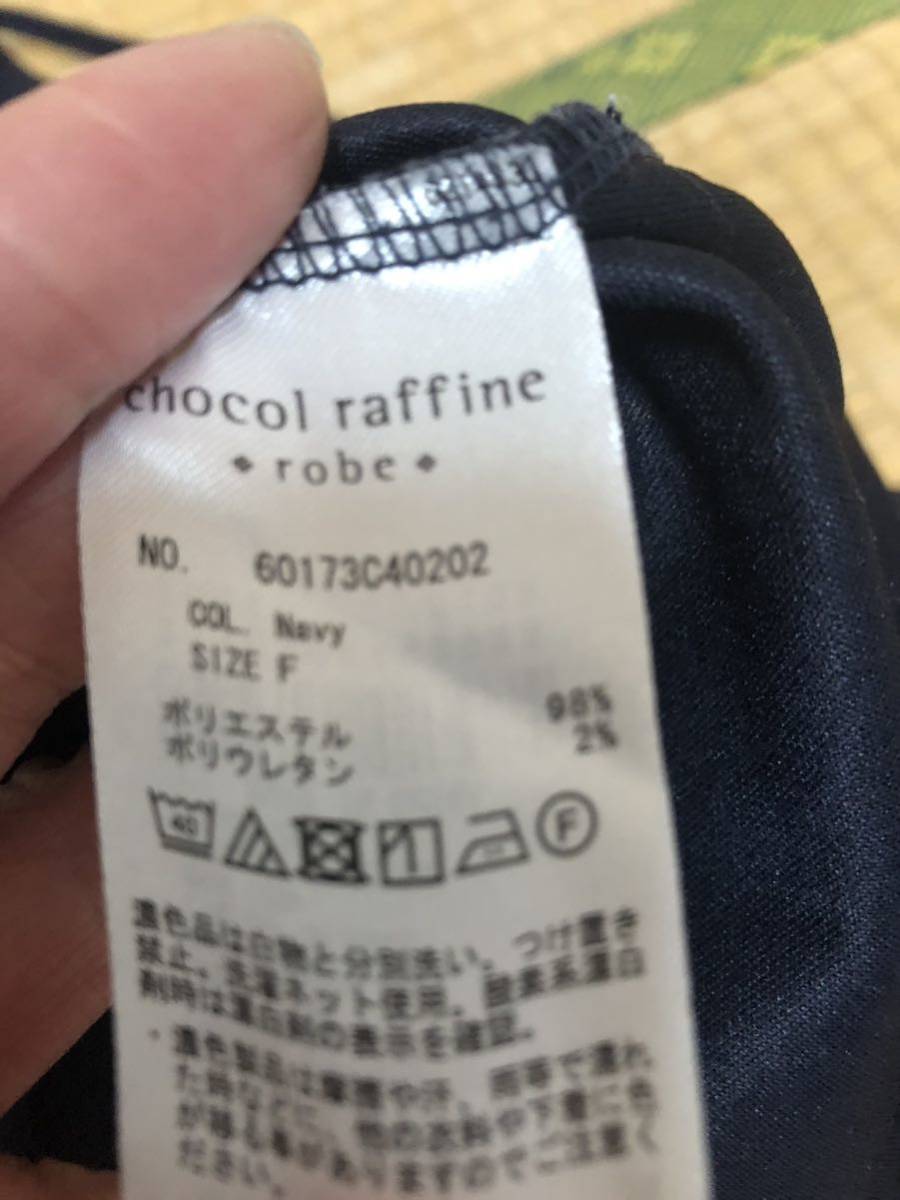 chocol raffine
robe
NO. 60173C40202
COL. Navy
SIZE F
ポリエステル 98%
ポリウレタン 2%
40
F
濃色品は白物と分別洗い、つけ置き
禁止、洗濯ネット使用、酸素系漂白
剤時は漂白剤の表示を確認。
・濃色製品は摩擦や汗、雨等で濡れ
た時などに、他の衣料や下着に色
が移る事がありますのでご注意く
ださい。